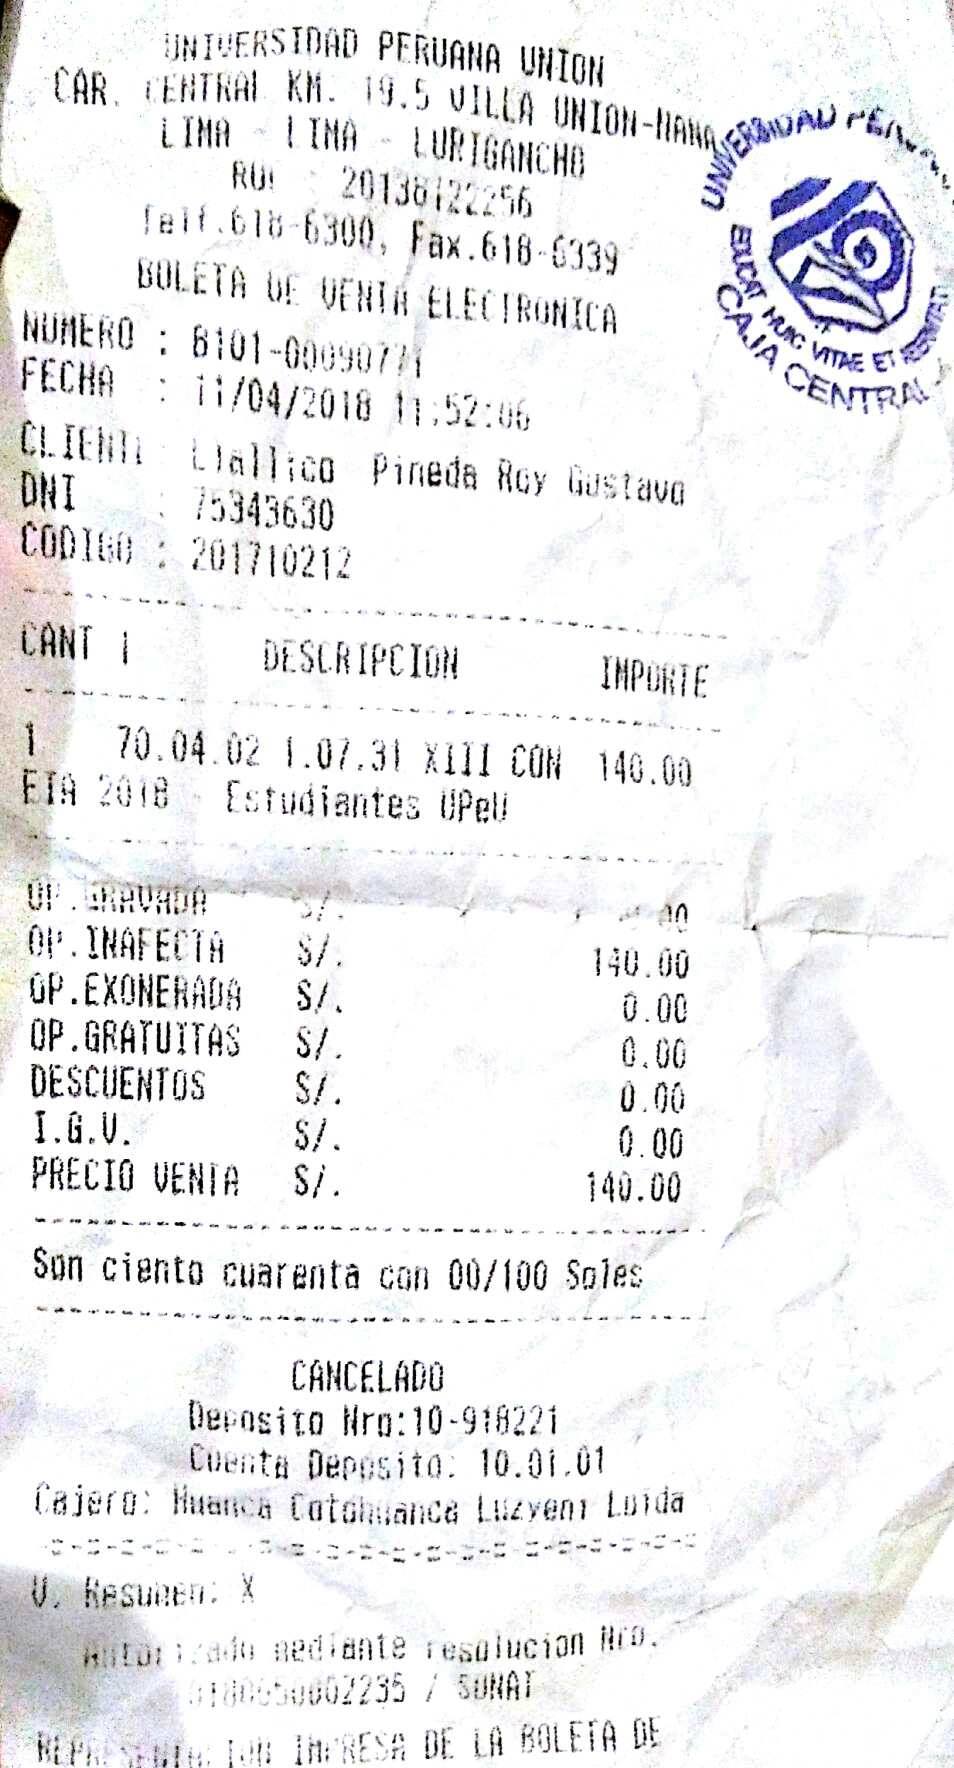 UNIVERSIDAD PERUANA UNION
CAR. CENTRAL KM. 19.5 VILLA UNION-NANA
LIMA - LIMA - LURIGANCHO
RUC : 20138122256
Telf.618-6300, Fax.618-6339
BOLETA DE VENTA ELECTRONICA
UNIVERSIDAD
EDUCAT HUIC VITAE ET
CAJA CENTRAL
NUMERO : B101-00090771
FECHA : 11/04/2018 11:52:06
CLIENTE Llallico Pineda Roy Gustavo
DNI : 75343630
CODIGO : 201710212
CANT | DESCRIPCION IMPORTE
1 70.04.02 1.07.31 XIII CON 140.00
EIA 2018 - Estudiantes UPeU
OP.GRAVADA S/. 0.00
OP.INAFECTA S/. 140.00
OP.EXONERADA S/. 0.00
OP.GRATUITAS S/. 0.00
DESCUENTOS S/. 0.00
I.G.V. S/. 0.00
PRECIO VENTA S/. 140.00
Son ciento cuarenta con 00/100 Soles
CANCELADO
Deposito Nro:10-918221
Cuenta Deposito: 10.01.01
Cajero: Huanca Cotohuanca Luzyeni Loida
V. Resumen: X
Autorizado mediante resolucion Nro.
0180050002235 / SUNAT
REPRESENTACION IMPRESA DE LA BOLETA DE